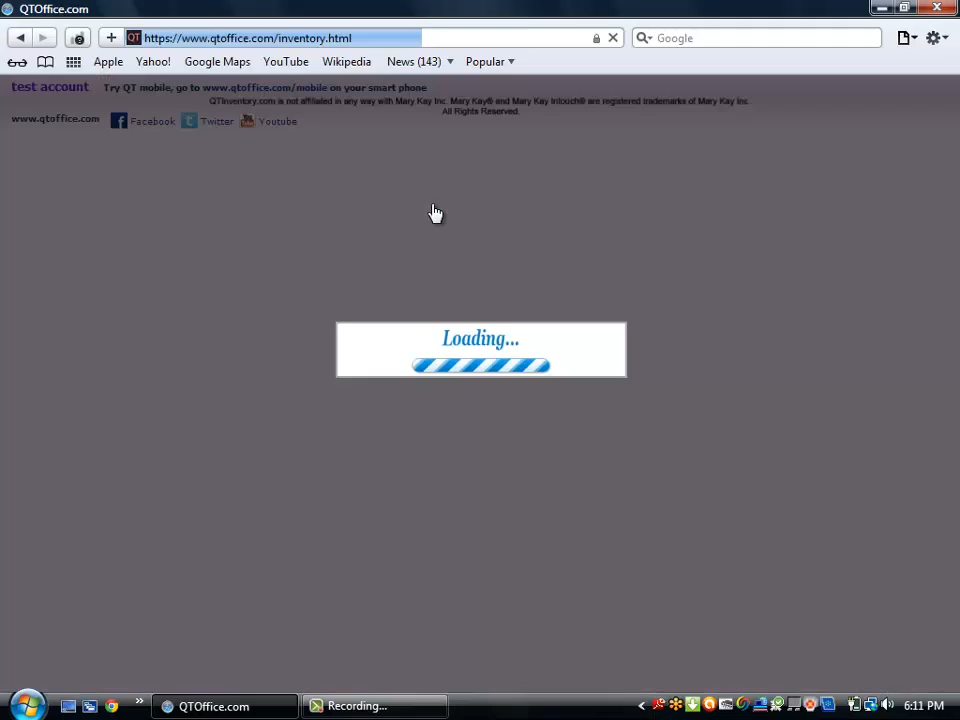 QTOffice.com
QT https://www.qtoffice.com/inventory.html
Google
Apple Yahoo! Google Maps YouTube Wikipedia News (143) Popular
test account Try QT mobile, go to www.qtoffice.com/mobile on your smart phone
QTInventory.com is not affiliated in any way with Mary Kay Inc. Mary Kay® and Mary Kay Intouch® are registered trademarks of Mary Kay Inc.
All Rights Reserved.
www.qtoffice.com Facebook Twitter Youtube
Loading...
QTOffice.com Recording... 6:11 PM